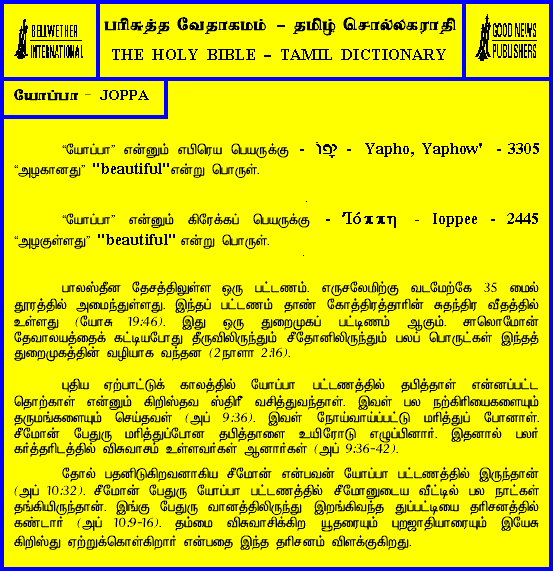 BELLWETHER
INTERNATIONAL
பரிசுத்த வேதாகமம் - தமிழ் சொல்லகராதி
THE HOLY BIBLE - TAMIL DICTIONARY
GOOD NEWS
PUBLISHERS
யோப்பா - JOPPA
“யோப்பா” என்னும் எபிரெய பெயருக்கு - יפו - Yapho, Yaphow' - 3305
“அழகானது” "beautiful"என்று பொருள்.
“யோப்பா” என்னும் கிரேக்கப் பெயருக்கு - Ἰόππη - Ioppee - 2445
“அழகுள்ளது” "beautiful" என்று பொருள்.
பாலஸ்தீன தேசத்திலுள்ள ஒரு பட்டணம். எருசலேமிற்கு வடமேற்கே 35 மைல்
தூரத்தில் அமைந்துள்ளது. இந்தப் பட்டணம் தாண் கோத்திரத்தாரின் சுதந்திர வீதத்தில்
உள்ளது (யோசு 19:46). இது ஒரு துறைமுகப் பட்டிணம் ஆகும். சாலொமோன்
தேவாலயத்தைக் கட்டியபோது தீருவிலிருந்தும் சீதோனிலிருந்தும் பலப் பொருட்கள் இந்தத்
துறைமுகத்தின் வழியாக வந்தன (2நாளா 2:16).
புதிய ஏற்பாட்டுக் காலத்தில் யோப்பா பட்டணத்தில் தபித்தாள் என்னப்பட்ட
தொற்காள் என்னும் கிறிஸ்தவ ஸ்திரீ வசித்துவந்தாள். இவள் பல நற்கிரியைகளையும்
தருமங்களையும் செய்தவள் (அப் 9:36). இவள் நோய்வாய்ப்பட்டு மரித்துப் போனாள்.
சீமோன் பேதுரு மரித்துப்போன தபித்தாளை உயிரோடு எழுப்பினார். இதனால் பலர்
கர்த்தரிடத்தில் விசுவாசம் உள்ளவர்கள் ஆனார்கள் (அப் 9:36-42).
தோல் பதனிடுகிறவனாகிய சீமோன் என்பவன் யோப்பா பட்டணத்தில் இருந்தான்
(அப் 10:32). சீமோன் பேதுரு யோப்பா பட்டணத்தில் சீமோனுடைய வீட்டில் பல நாட்கள்
தங்கியிருந்தான். இங்கு பேதுரு வானத்திலிருந்து இறங்கிவந்த துப்பட்டியை தரிசனத்தில்
கண்டார் (அப் 10:9-16). தம்மை விசுவாசிக்கிற யூதரையும் புறஜாதியாரையும் இயேசு
கிறிஸ்து ஏற்றுக்கொள்கிறார் என்பதை இந்த தரிசனம் விளக்குகிறது.